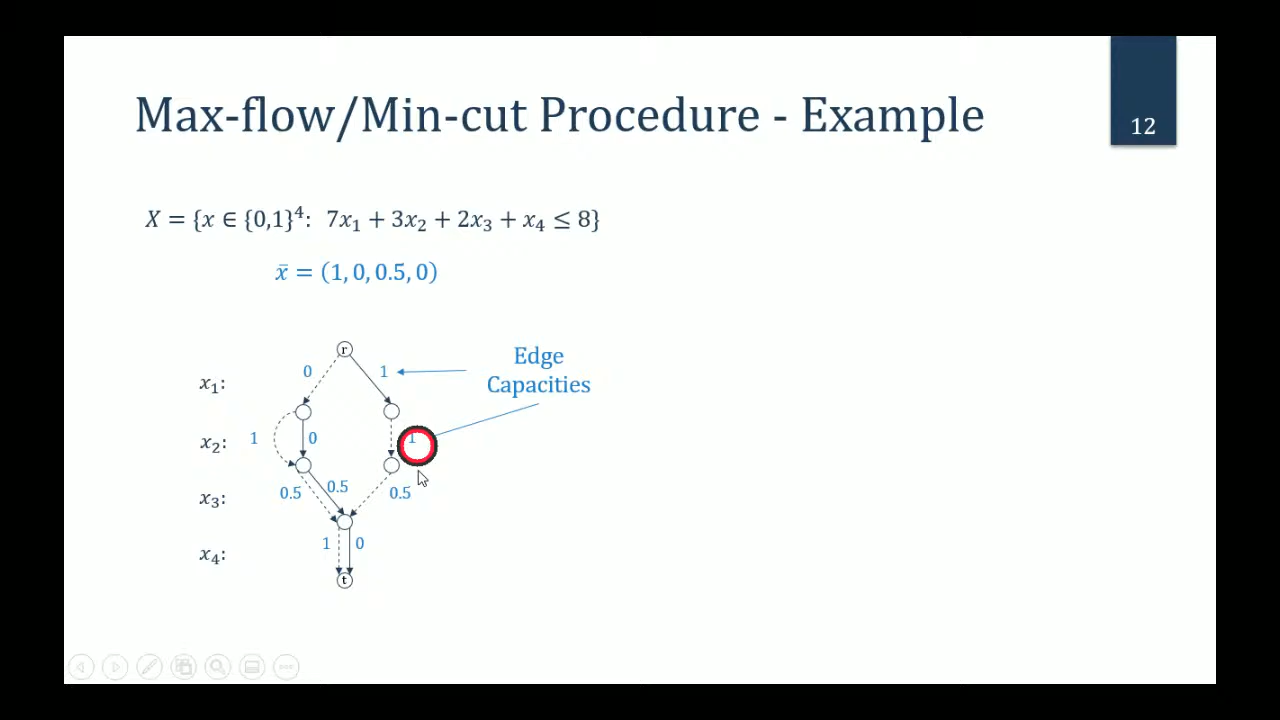 Max-flow/Min-cut Procedure - Example
12
X = {x ∈ {0,1}⁴: 7x₁ + 3x₂ + 2x₃ + x₄ ≤ 8}
x̄ = (1, 0, 0.5, 0)
r
Edge
Capacities
x₁: 0 1
x₂: 1 0 1
x₃: 0.5 0.5 0.5
x₄: 1 0
t